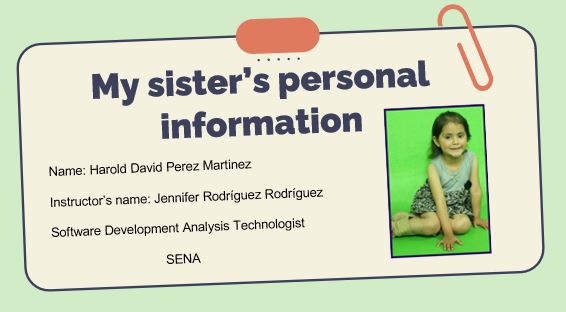 My sister’s personal
information
Name: Harold David Perez Martinez
Instructor's name: Jennifer Rodríguez Rodríguez
Software Development Analysis Technologist
SENA